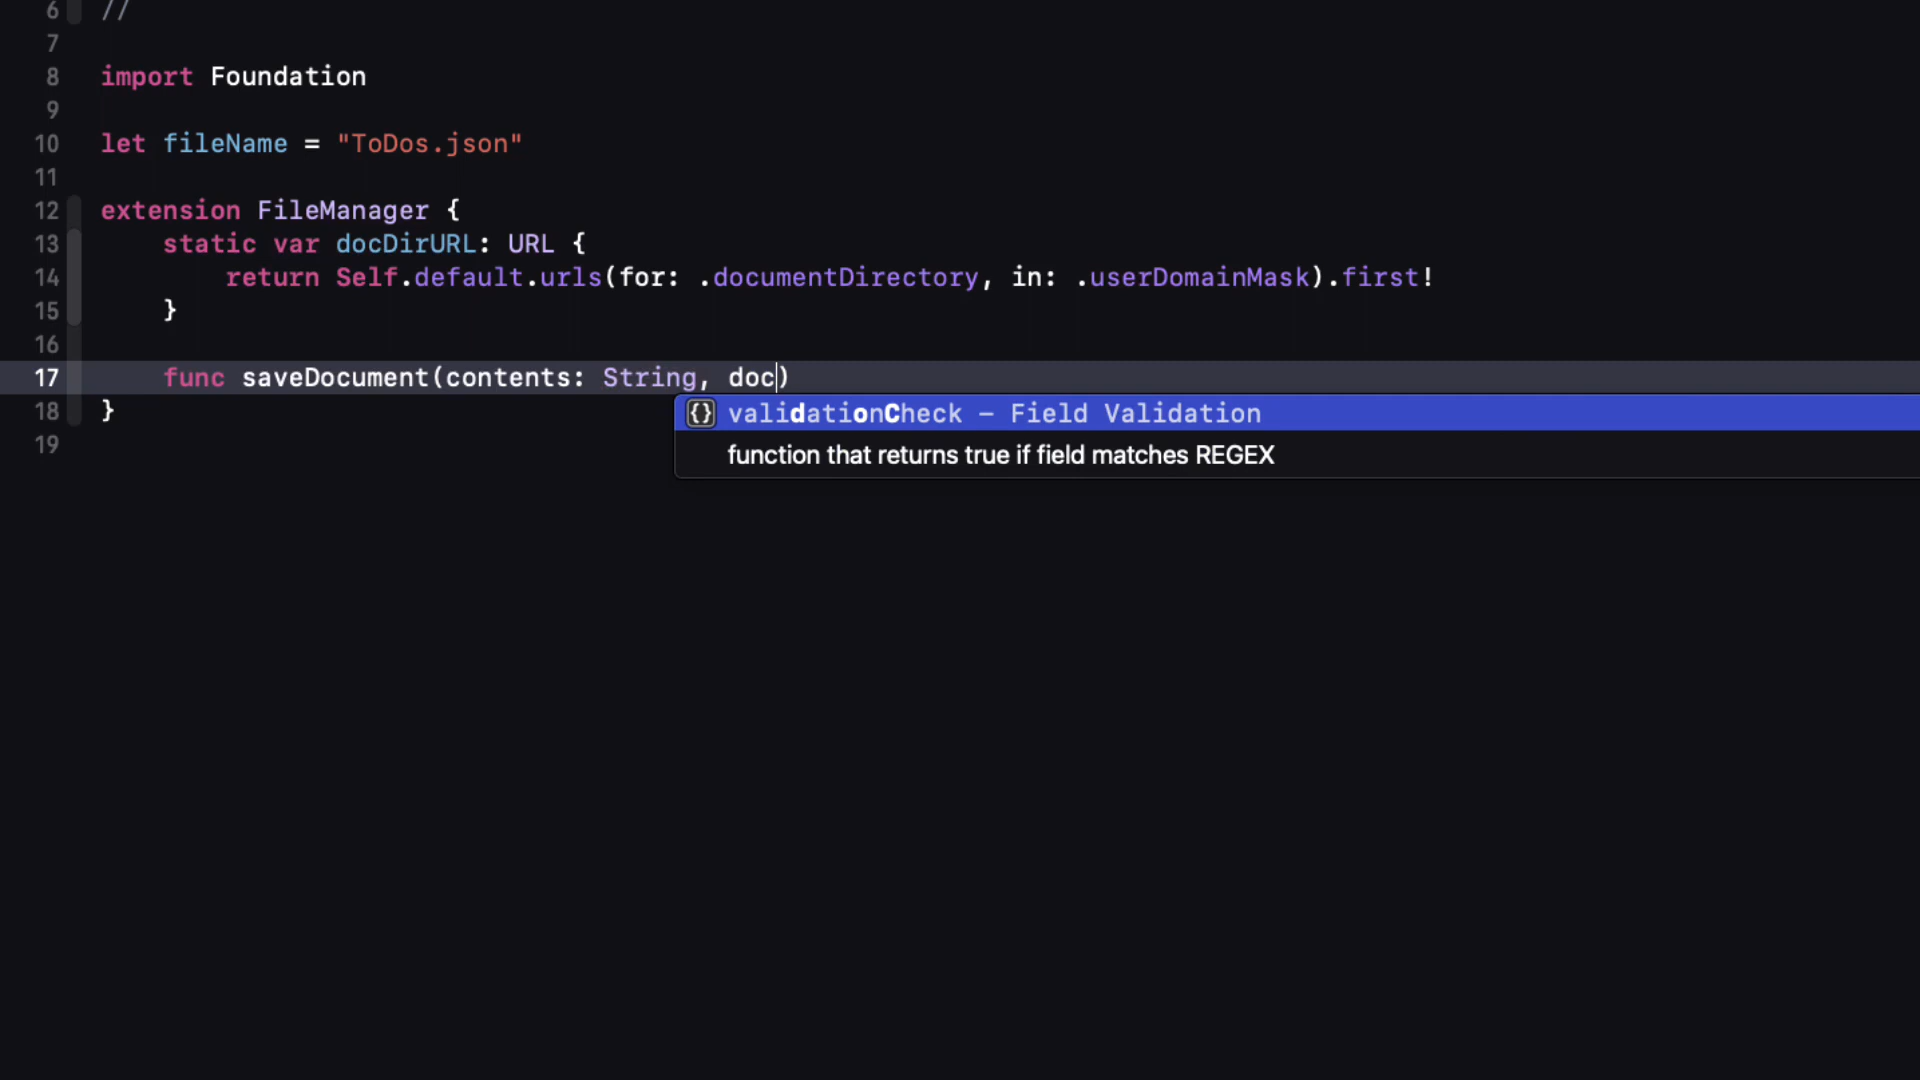 6 //
7
8 import Foundation
9
10 let fileName = "ToDos.json"
11
12 extension FileManager {
13 static var docDirURL: URL {
14 return Self.default.urls(for: .documentDirectory, in: .userDomainMask).first!
15 }
16
17 func saveDocument(contents: String, doc)
{} validationCheck – Field Validation
18 }
function that returns true if field matches REGEX
19